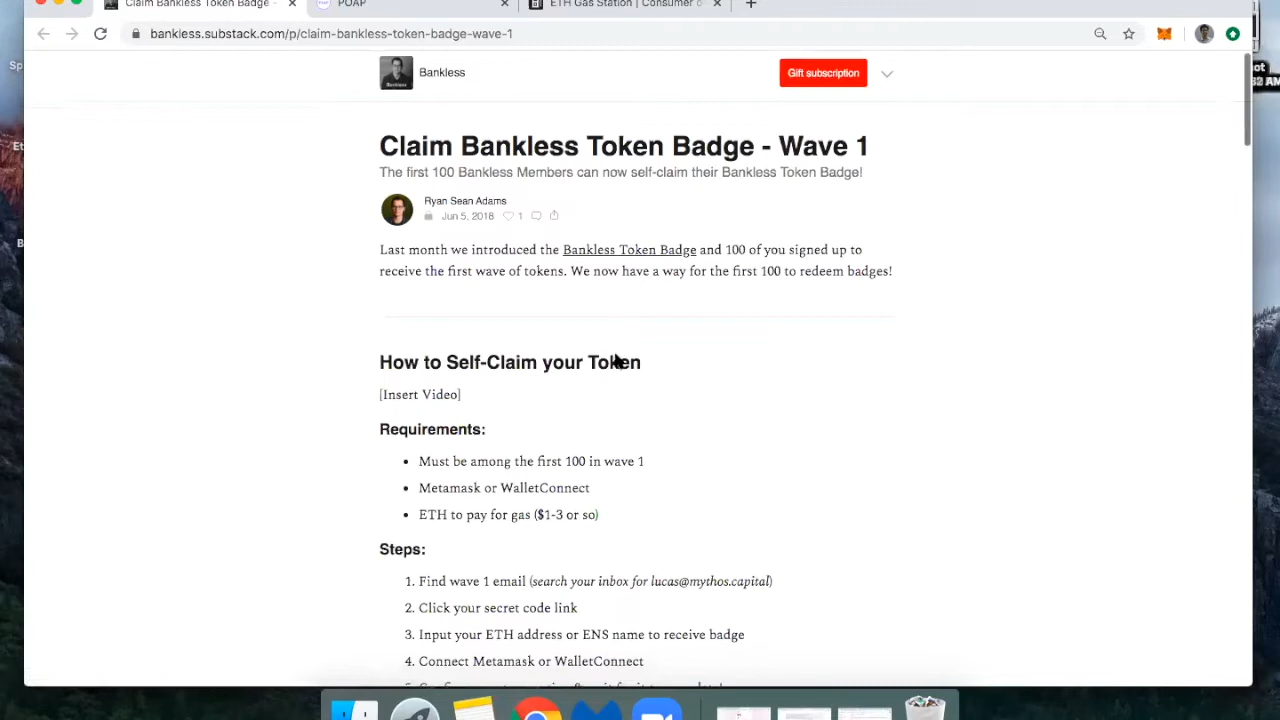 Claim Bankless Token Badge -
POAP
ETH Gas Station | Consumer o
bankless.substack.com/p/claim-bankless-token-badge-wave-1
Bankless
Gift subscription
Claim Bankless Token Badge - Wave 1
The first 100 Bankless Members can now self-claim their Bankless Token Badge!
Ryan Sean Adams
Jun 5, 2018
1
Last month we introduced the Bankless Token Badge and 100 of you signed up to
receive the first wave of tokens. We now have a way for the first 100 to redeem badges!
How to Self-Claim your Token
[Insert Video]
Requirements:
• Must be among the first 100 in wave 1
• Metamask or WalletConnect
• ETH to pay for gas ($1-3 or so)
Steps:
1. Find wave 1 email (search your inbox for lucas@mythos.capital)
2. Click your secret code link
3. Input your ETH address or ENS name to receive badge
4. Connect Metamask or WalletConnect